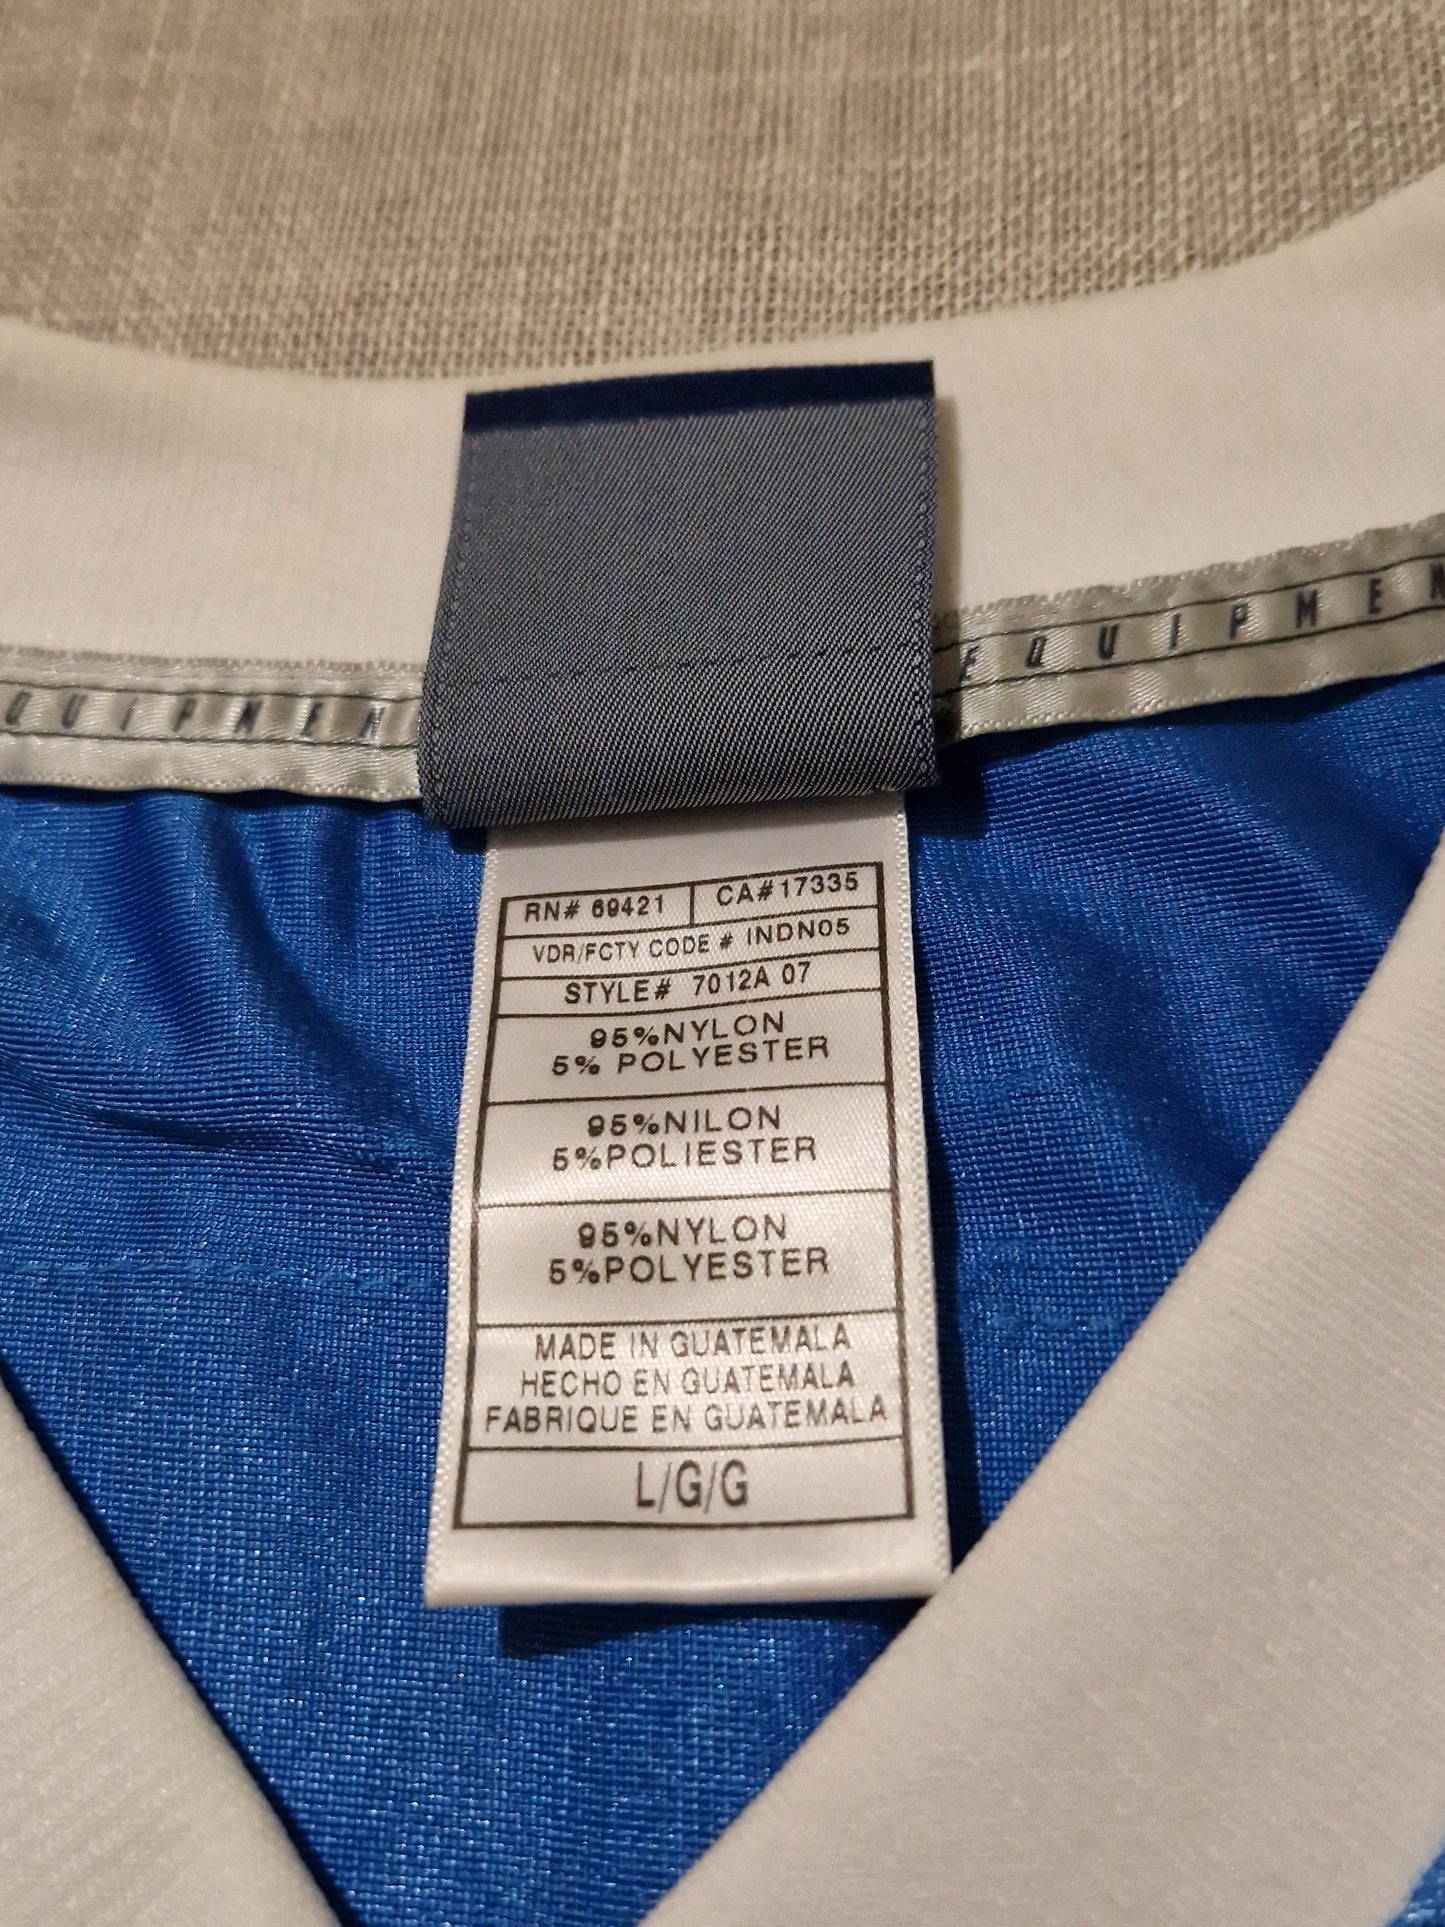 QUIPMEN
EQUIPMEN
RN# 69421 CA#17335
VDR/FCTY CODE # INDN05
STYLE# 7012A 07
95%NYLON
5% POLYESTER
95%NILON
5%POLIESTER
95%NYLON
5%POLYESTER
MADE IN GUATEMALA
HECHO EN GUATEMALA
FABRIQUE EN GUATEMALA
L/G/G